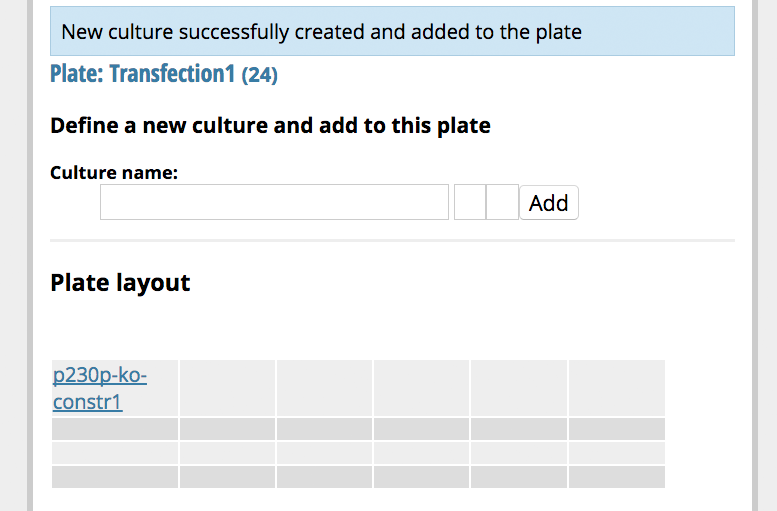 New culture successfully created and added to the plate
Plate: Transfection1 (24)
Define a new culture and add to this plate
Culture name:
Add
Plate layout
p230p-ko-
constr1